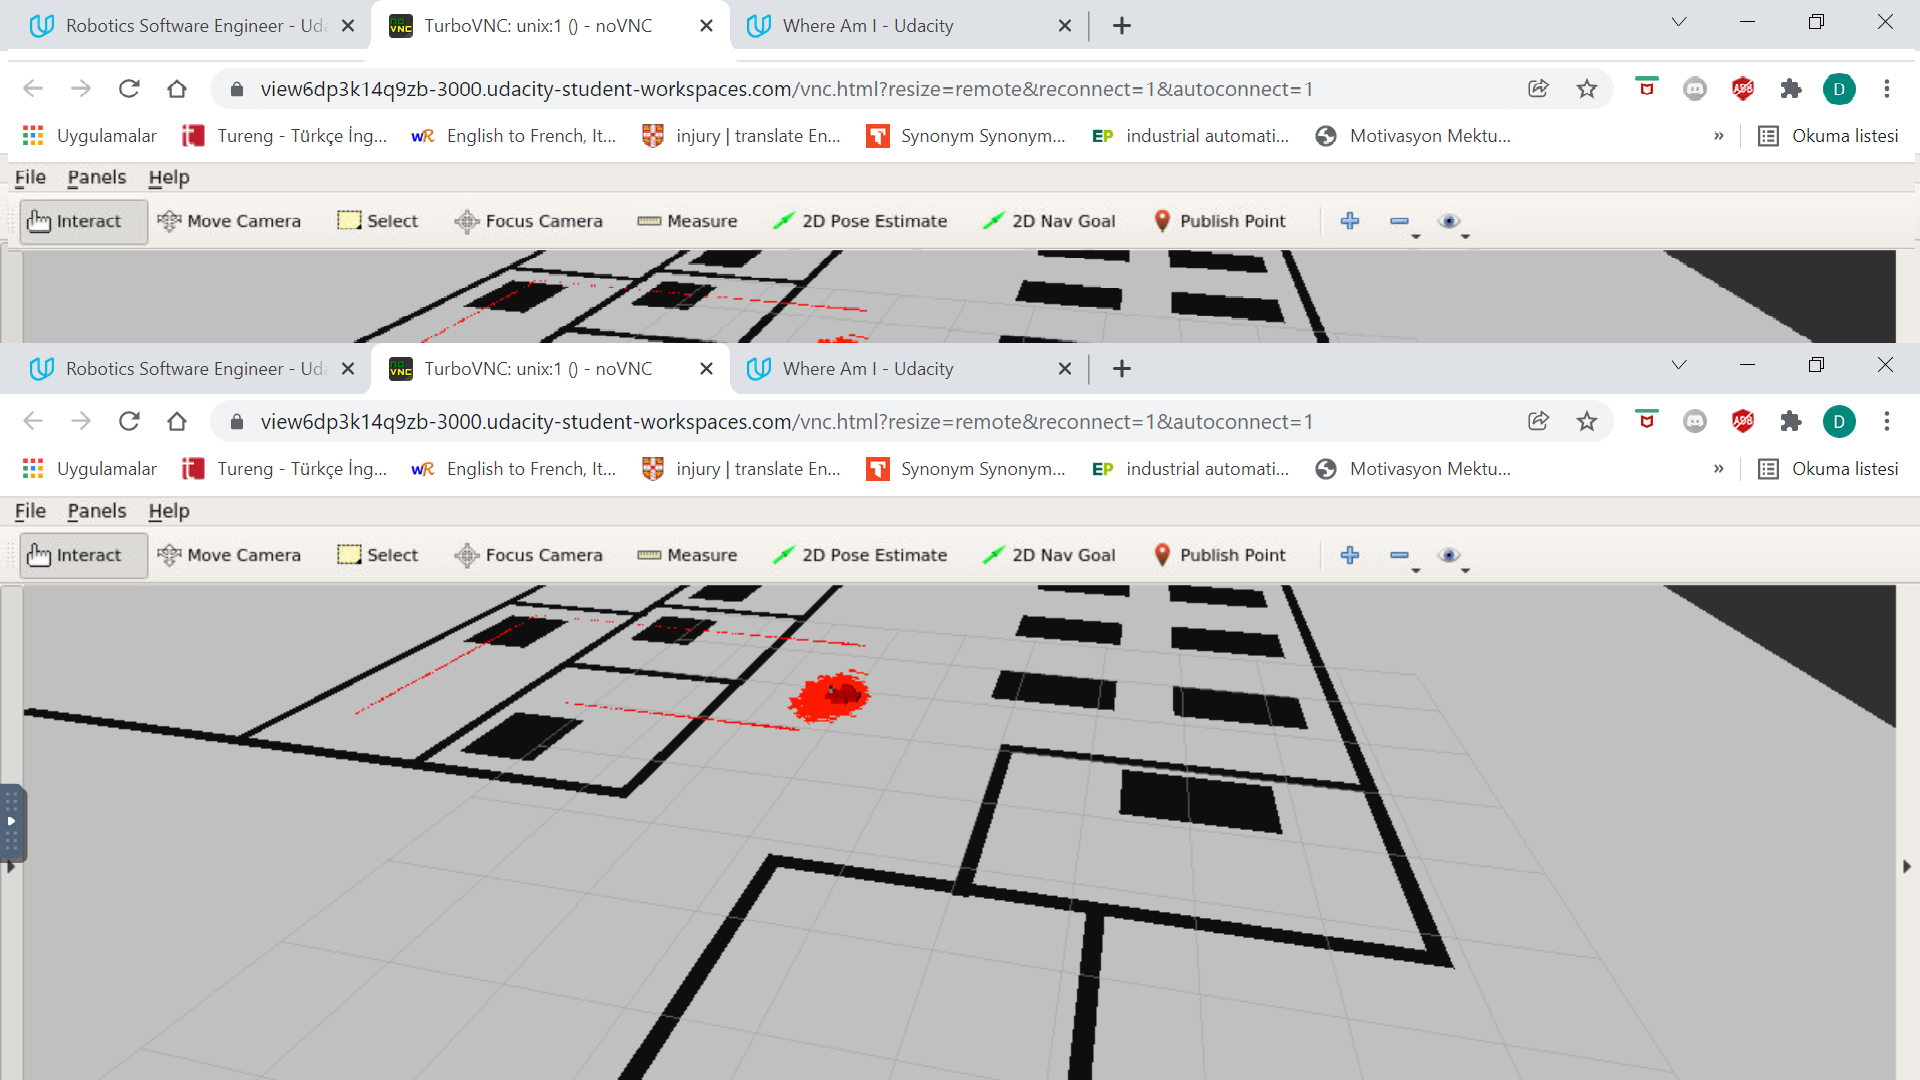 Robotics Software Engineer - Uda
TurboVNC: unix:1 () - noVNC
Where Am I - Udacity
view6dp3k14q9zb-3000.udacity-student-workspaces.com/vnc.html?resize=remote&reconnect=1&autoconnect=1
D
Uygulamalar
Tureng - Türkçe İng...
wR English to French, It...
injury | translate En...
T Synonym Synonym...
EP industrial automati...
Motivasyon Mektu...
»
Okuma listesi
File Panels Help
Interact Move Camera Select Focus Camera Measure 2D Pose Estimate 2D Nav Goal Publish Point
Robotics Software Engineer - Uda
TurboVNC: unix:1 () - noVNC
Where Am I - Udacity
view6dp3k14q9zb-3000.udacity-student-workspaces.com/vnc.html?resize=remote&reconnect=1&autoconnect=1
D
Uygulamalar
Tureng - Türkçe İng...
wR English to French, It...
injury | translate En...
T Synonym Synonym...
EP industrial automati...
Motivasyon Mektu...
»
Okuma listesi
File Panels Help
Interact Move Camera Select Focus Camera Measure 2D Pose Estimate 2D Nav Goal Publish Point